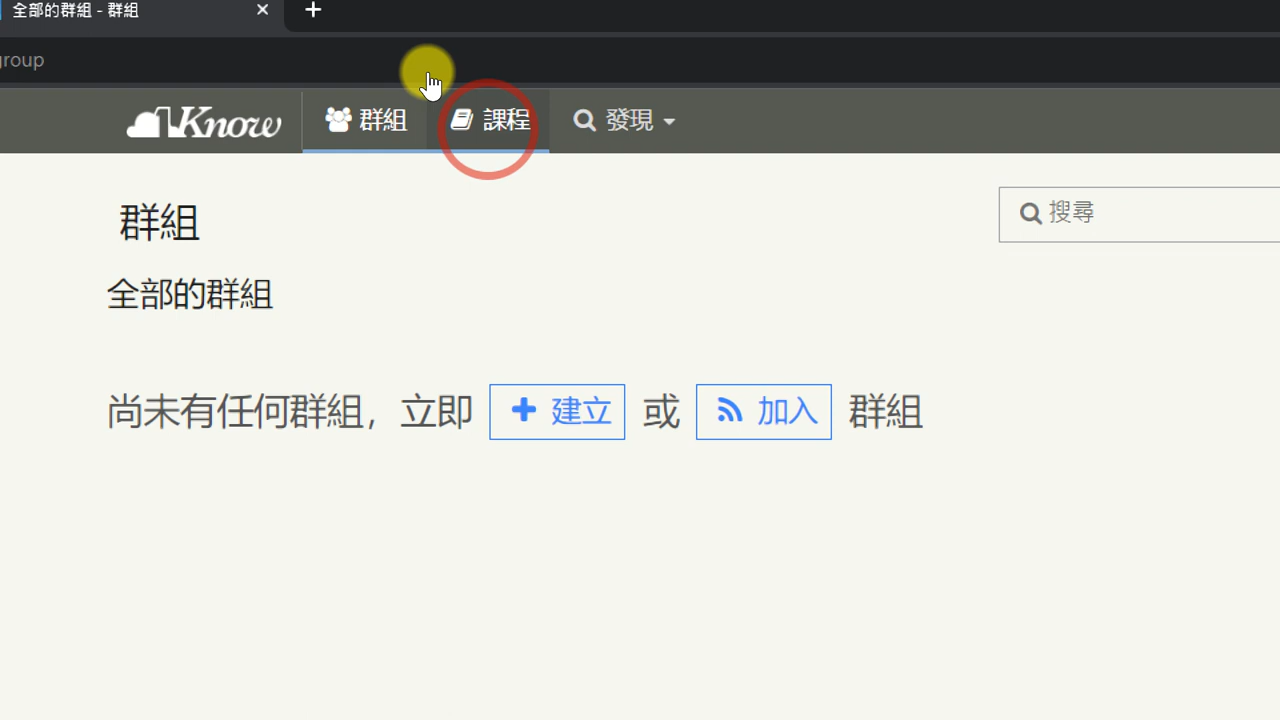 全部的群組 - 群組
group
Know
群組
課程
發現
群組
搜尋
全部的群組
尚未有任何群組，立即 建立 或 加入 群組